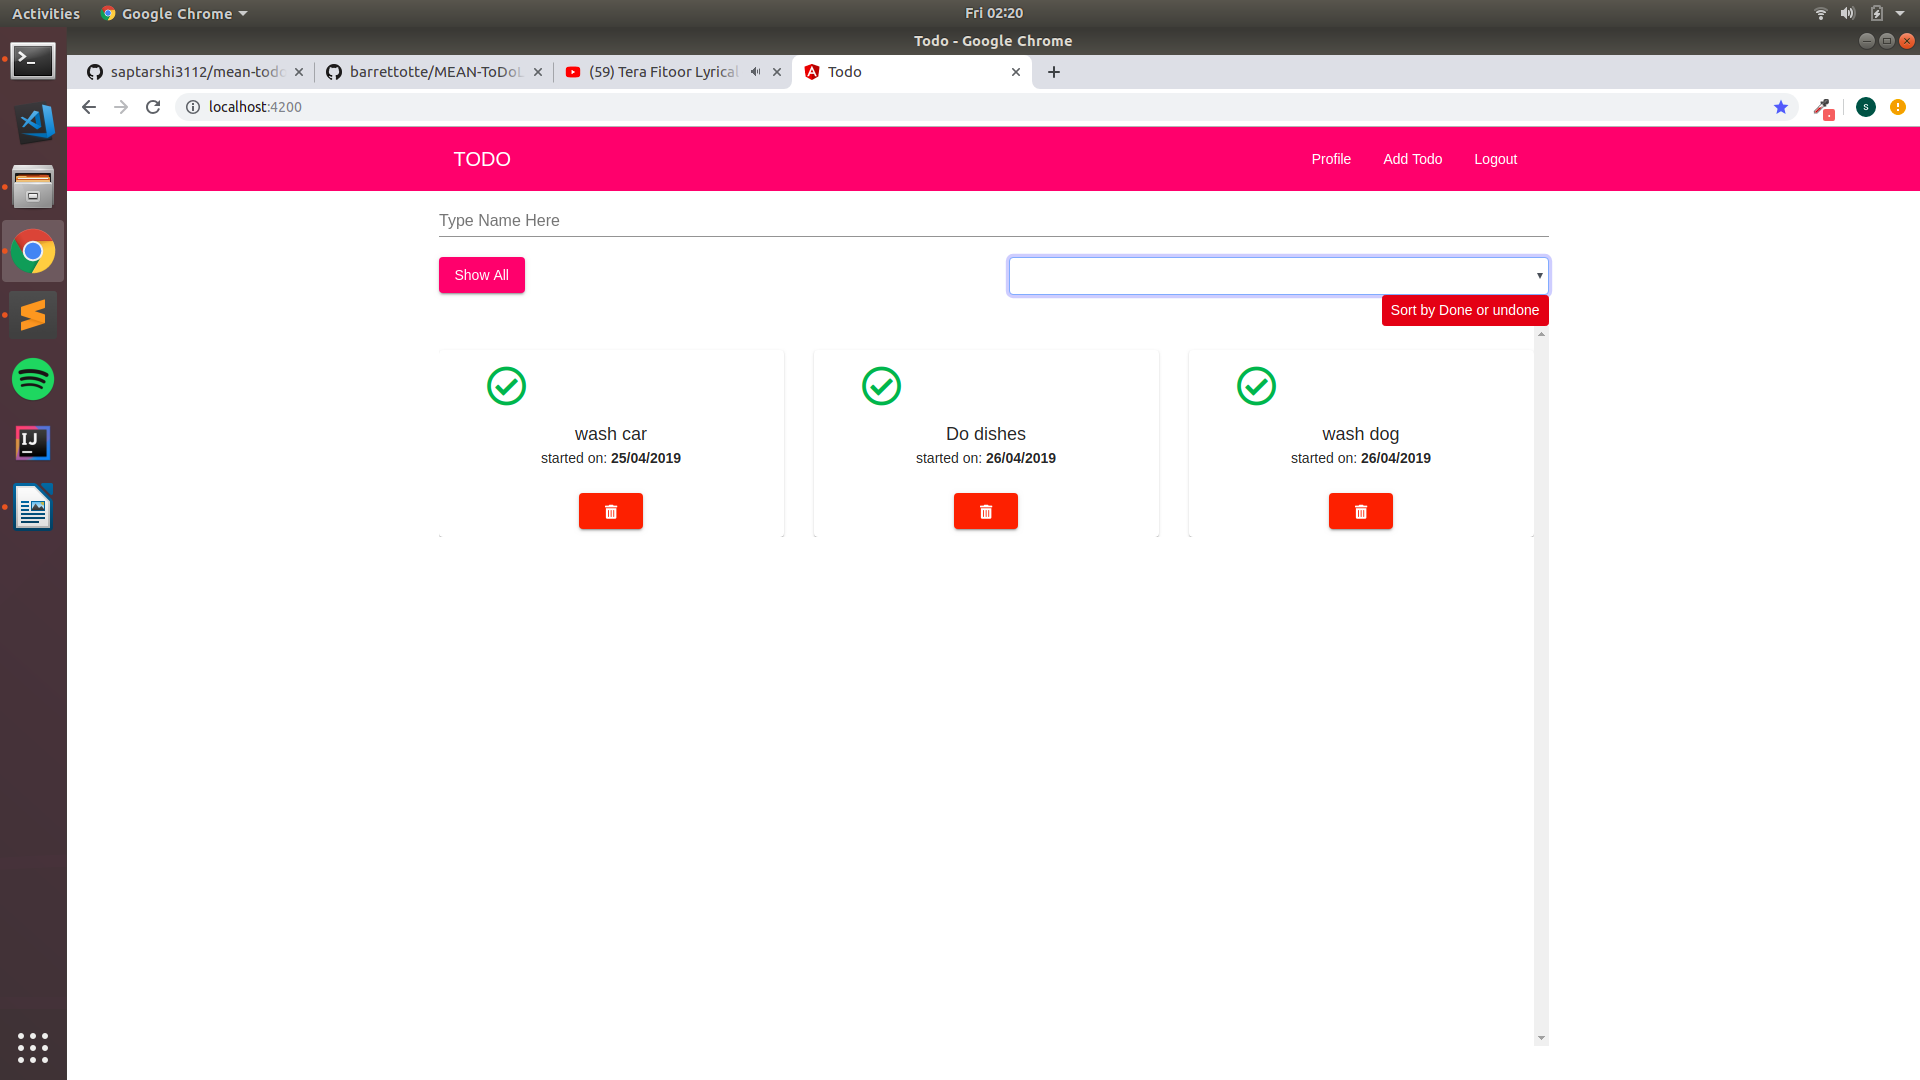 Activities
Google Chrome
Fri 02:20
Todo - Google Chrome
saptarshi3112/mean-todo
barrettotte/MEAN-ToDoL
(59) Tera Fitoor Lyrical
Todo
localhost:4200
S
TODO
Profile
Add Todo
Logout
Type Name Here
Show All
Sort by Done or undone
wash car
started on: 25/04/2019
Do dishes
started on: 26/04/2019
wash dog
started on: 26/04/2019
IJ